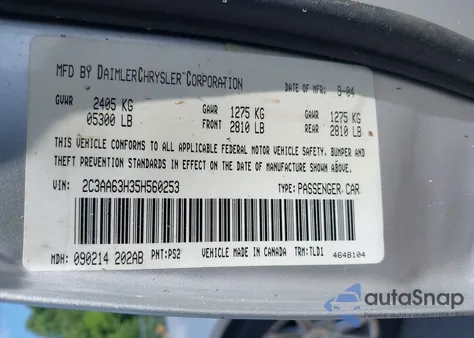 MFD BY DAIMLERCHRYSLER CORPORATION DATE OF MFR: 9-04
GVWR 2405 KG GAWR 1275 KG GAWR 1275 KG
05300 LB FRONT 2810 LB REAR 2810 LB
THIS VEHICLE CONFORMS TO ALL APPLICABLE FEDERAL MOTOR VEHICLE SAFETY, BUMPER AND
THEFT PREVENTION STANDARDS IN EFFECT ON THE DATE OF MANUFACTURE SHOWN ABOVE.
VIN: 2C3AA63H35H560253 TYPE: PASSENGER CAR
MDH: 090214 202AB PNT: PS2 VEHICLE MADE IN CANADA TRM: TLD1 4648104
autoSnap